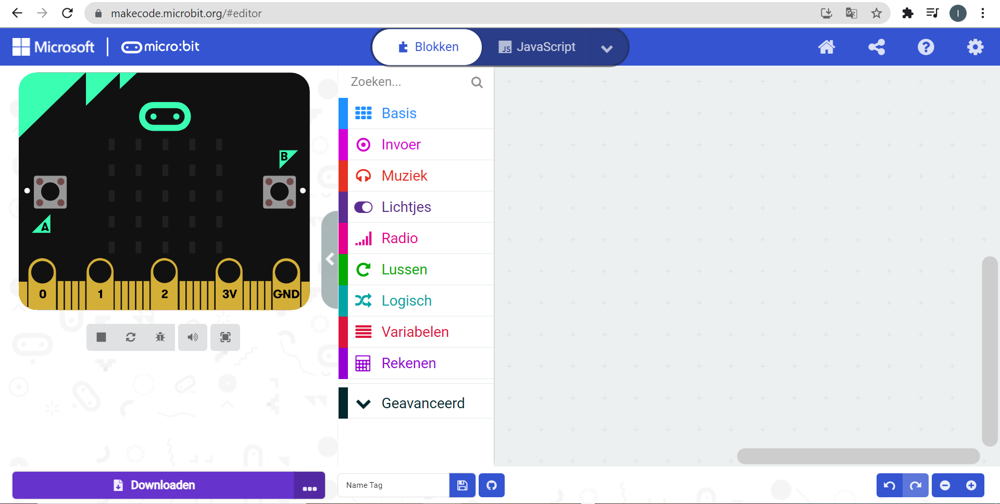 makecode.microbit.org/#editor
I
Microsoft
micro:bit
Blokken
JS JavaScript
Zoeken...
Basis
Invoer
Muziek
Lichtjes
Radio
Lussen
Logisch
Variabelen
Rekenen
Geavanceerd
B
A
0 1 2 3V GND
Downloaden
...
Name Tag